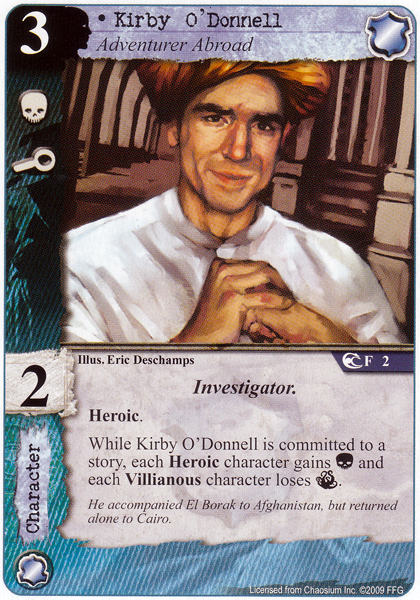 3
• Kirby O'Donnell
Adventurer Abroad
Illus. Eric Deschamps
F 2
2
Investigator.
Heroic.
While Kirby O'Donnell is committed to a
story, each Heroic character gains and
each Villianous character loses .
He accompanied El Borak to Afghanistan, but returned
alone to Cairo.
Character
Licensed from Chaosium Inc. ©2009 FFG